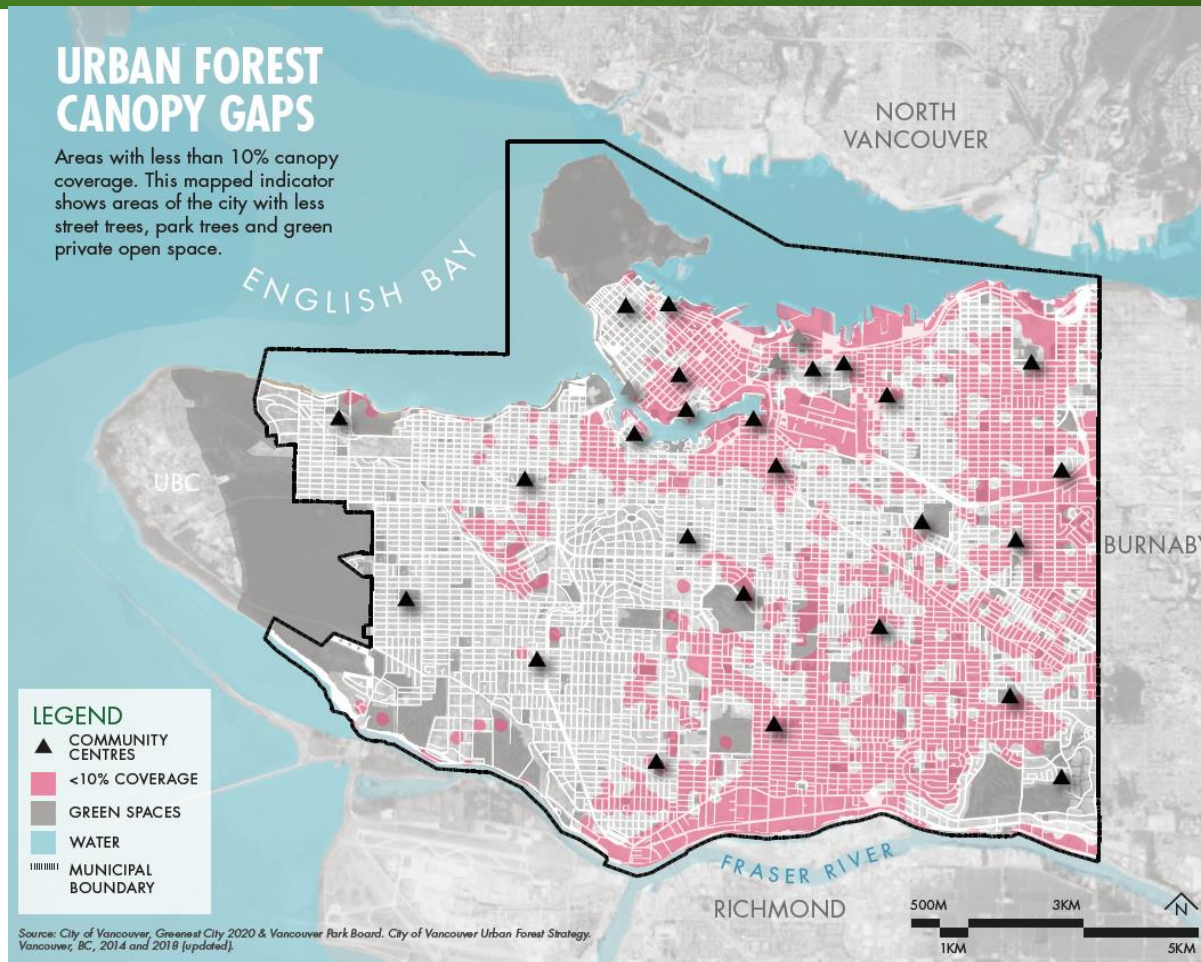 URBAN FOREST
CANOPY GAPS
Areas with less than 10% canopy
coverage. This mapped indicator
shows areas of the city with less
street trees, park trees and green
private open space.
NORTH
VANCOUVER
ENGLISH BAY
UBC
BURNABY
LEGEND
COMMUNITY
CENTRES
<10% COVERAGE
GREEN SPACES
WATER
MUNICIPAL
BOUNDARY
FRASER RIVER
RICHMOND
500M 3KM N
1KM 5KM
Source: City of Vancouver, Greenest City 2020 & Vancouver Park Board. City of Vancouver Urban Forest Strategy.
Vancouver, BC, 2014 and 2018 (updated).